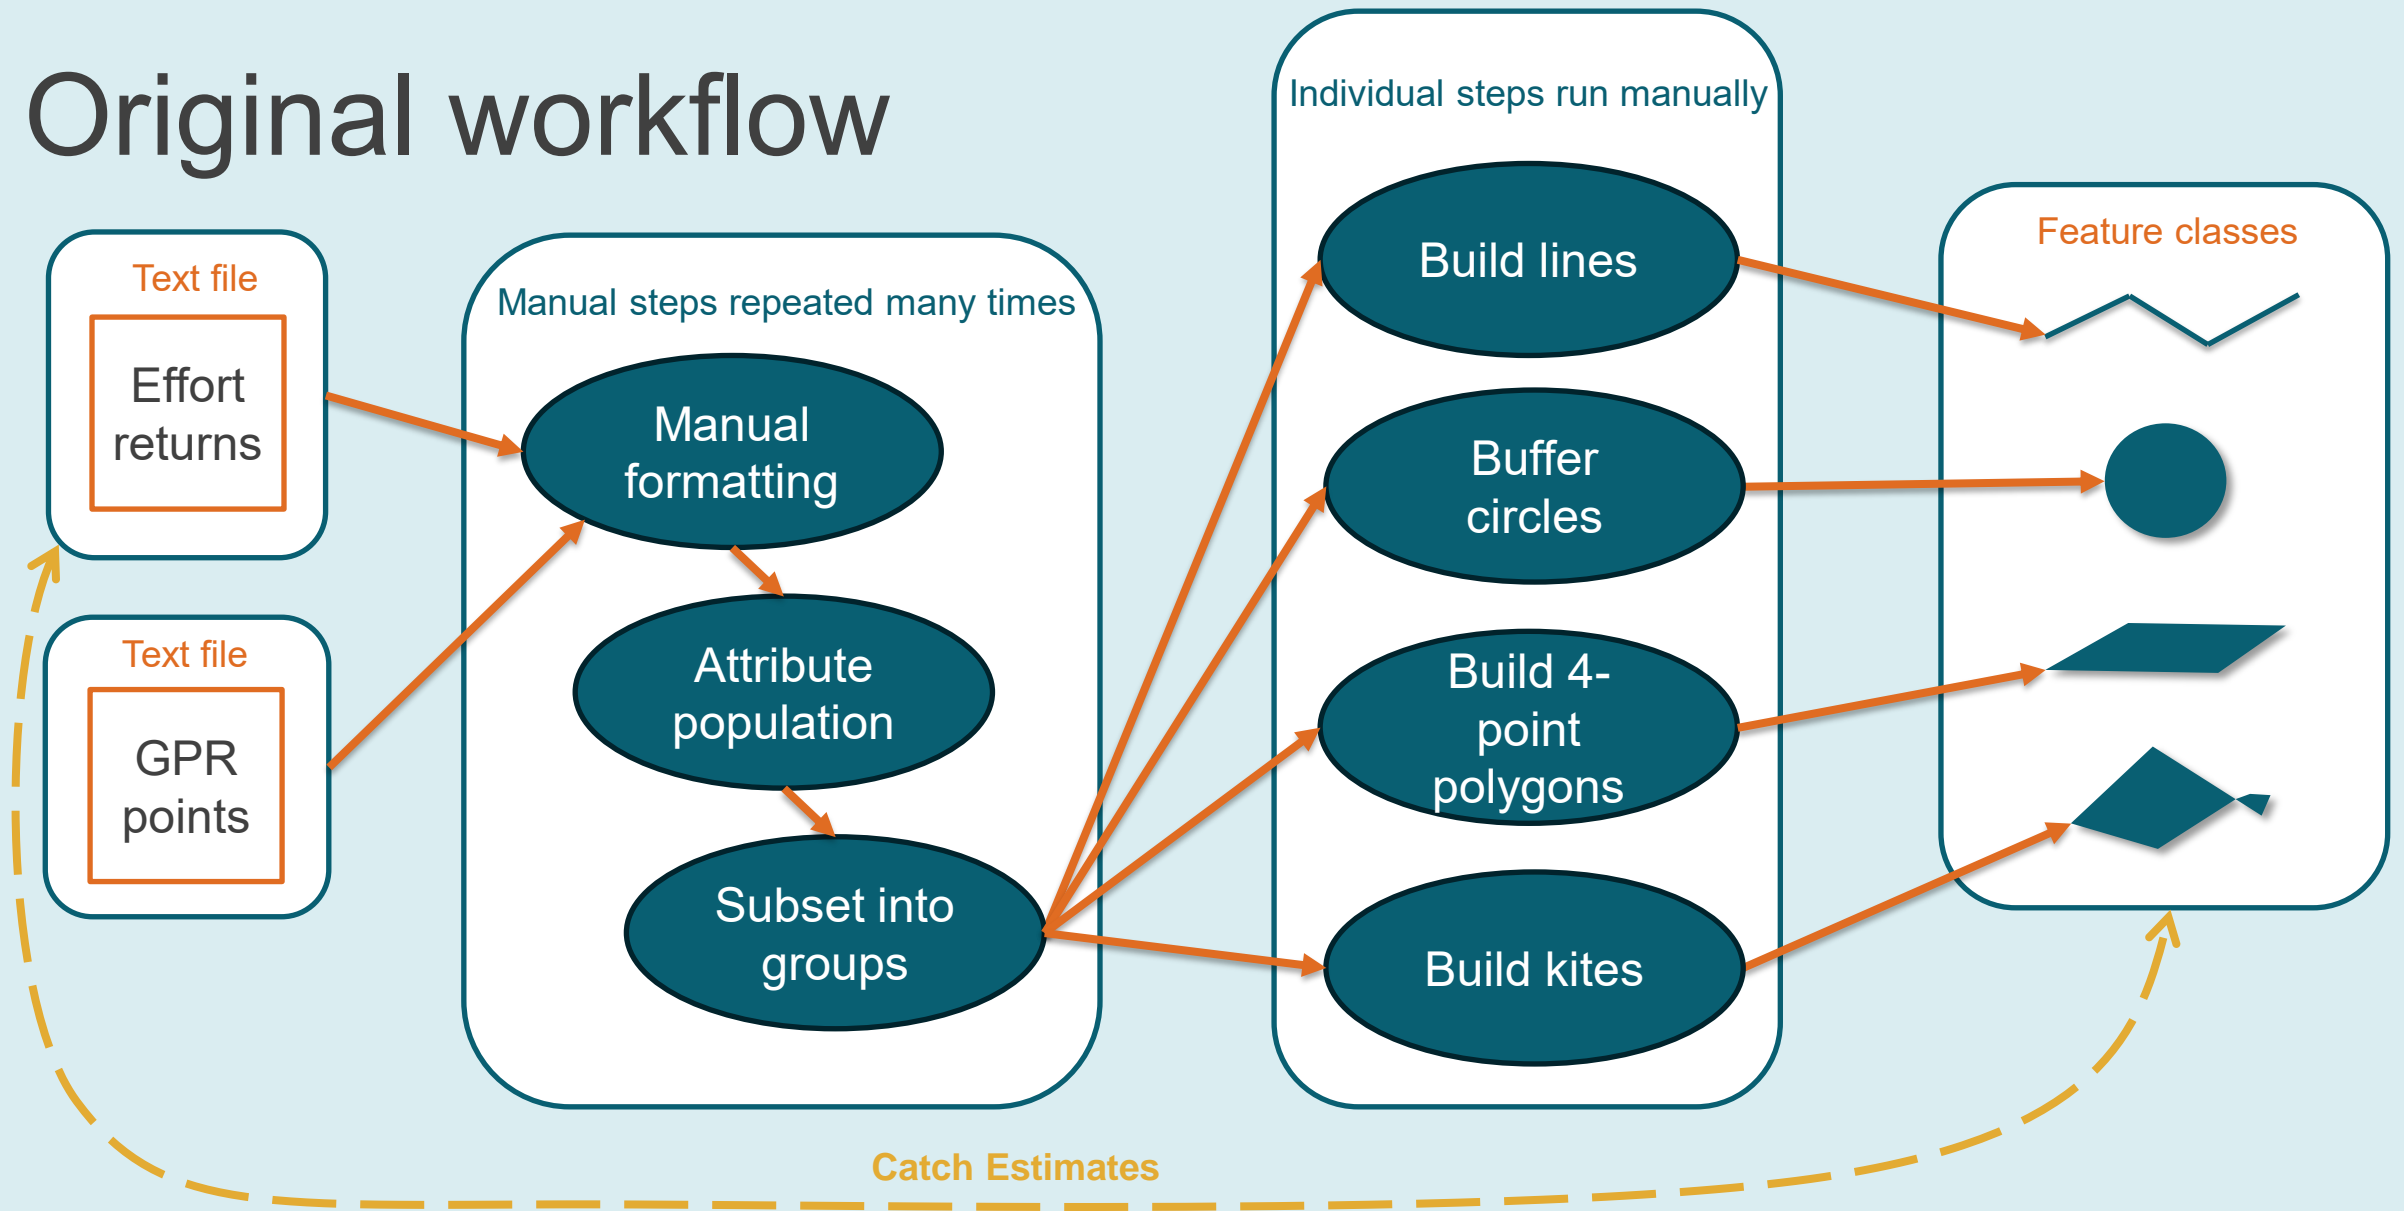 Original workflow
Text file
Effort
returns
Text file
GPR
points
Manual steps repeated many times
Manual
formatting
Attribute
population
Subset into
groups
Individual steps run manually
Build lines
Buffer
circles
Build 4-
point
polygons
Build kites
Feature classes
Catch Estimates